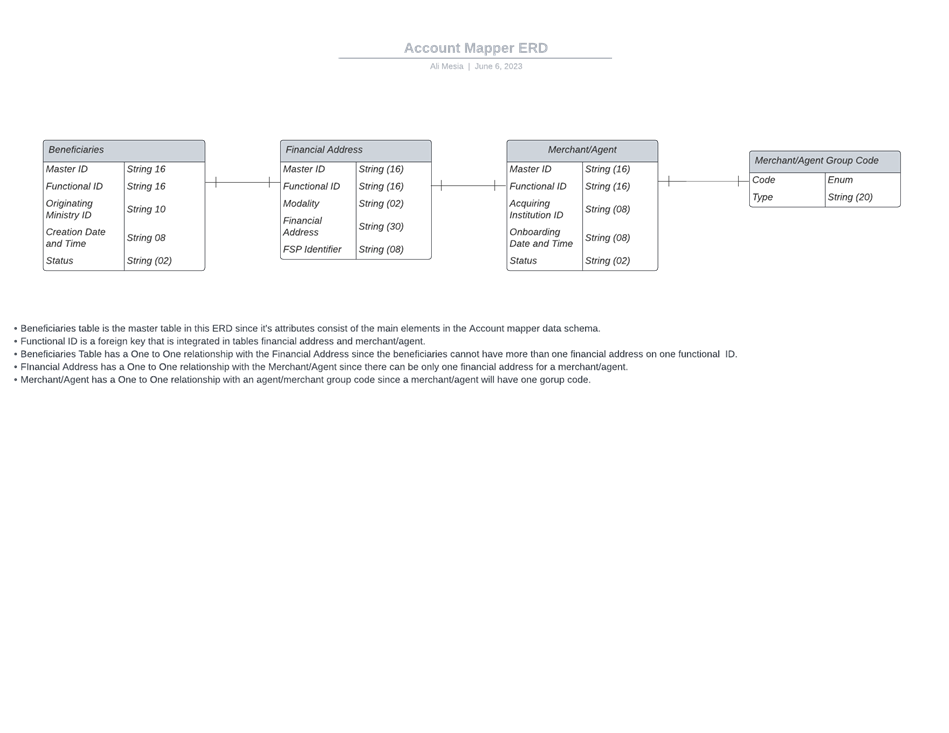 Account Mapper ERD
Ali Mesia | June 6, 2023
Beneficiaries
Master ID String 16
Functional ID String 16
Originating
Ministry ID String 10
Creation Date
and Time String 08
Status String (02)
Financial Address
Master ID String (16)
Functional ID String (16)
Modality String (02)
Financial
Address String (30)
FSP Identifier String (08)
Merchant/Agent
Master ID String (16)
Functional ID String (16)
Acquiring
Institution ID String (08)
Onboarding
Date and Time String (08)
Status String (02)
Merchant/Agent Group Code
Code Enum
Type String (20)
• Beneficiaries table is the master table in this ERD since it's attributes consist of the main elements in the Account mapper data schema.
• Functional ID is a foreign key that is integrated in tables financial address and merchant/agent.
• Beneficiaries Table has a One to One relationship with the Financial Address since the beneficiaries cannot have more than one financial address on one functional ID.
• FInancial Address has a One to One relationship with the Merchant/Agent since there can be only one financial address for a merchant/agent.
• Merchant/Agent has a One to One relationship with an agent/merchant group code since a merchant/agent will have one gorup code.